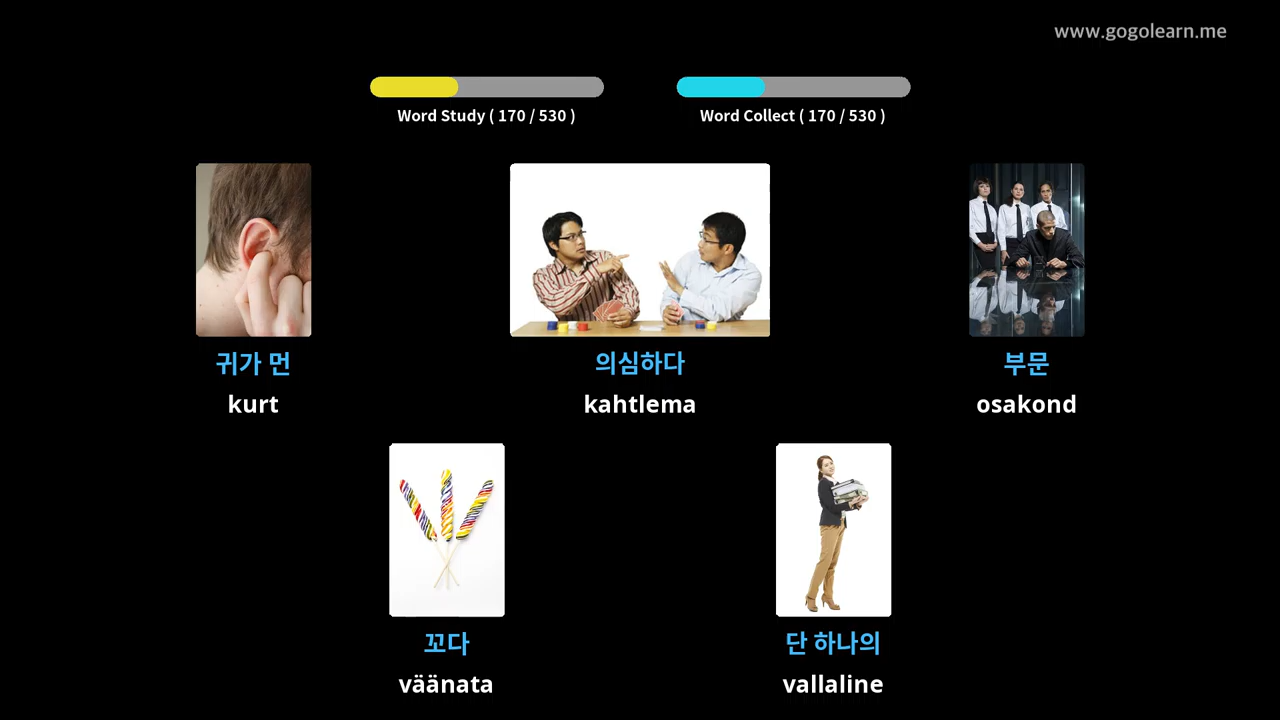 www.gogolearn.me
Word Study ( 170 / 530 )
Word Collect ( 170 / 530 )
귀가 먼
kurt
의심하다
kahtlema
부문
osakond
꼬다
väänata
단 하나의
vallaline